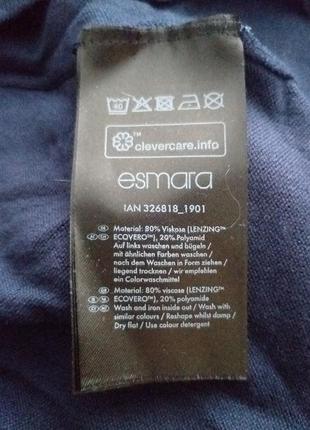 40
™
clevercare.info
esmara
IAN 326818_1901
Material: 80% Viskose (LENZING™
ECOVERO™), 20% Polyamid
Auf links waschen und bügeln /
mit ähnlichen Farben waschen /
nach dem Waschen in Form ziehen /
liegend trocknen / wir empfehlen
ein Colorwaschmittel
Material: 80% viscose (LENZING™
ECOVERO™), 20% polyamide
Wash and iron inside out / Wash with
similar colours / Reshape whilst damp /
Dry flat / Use colour detergent